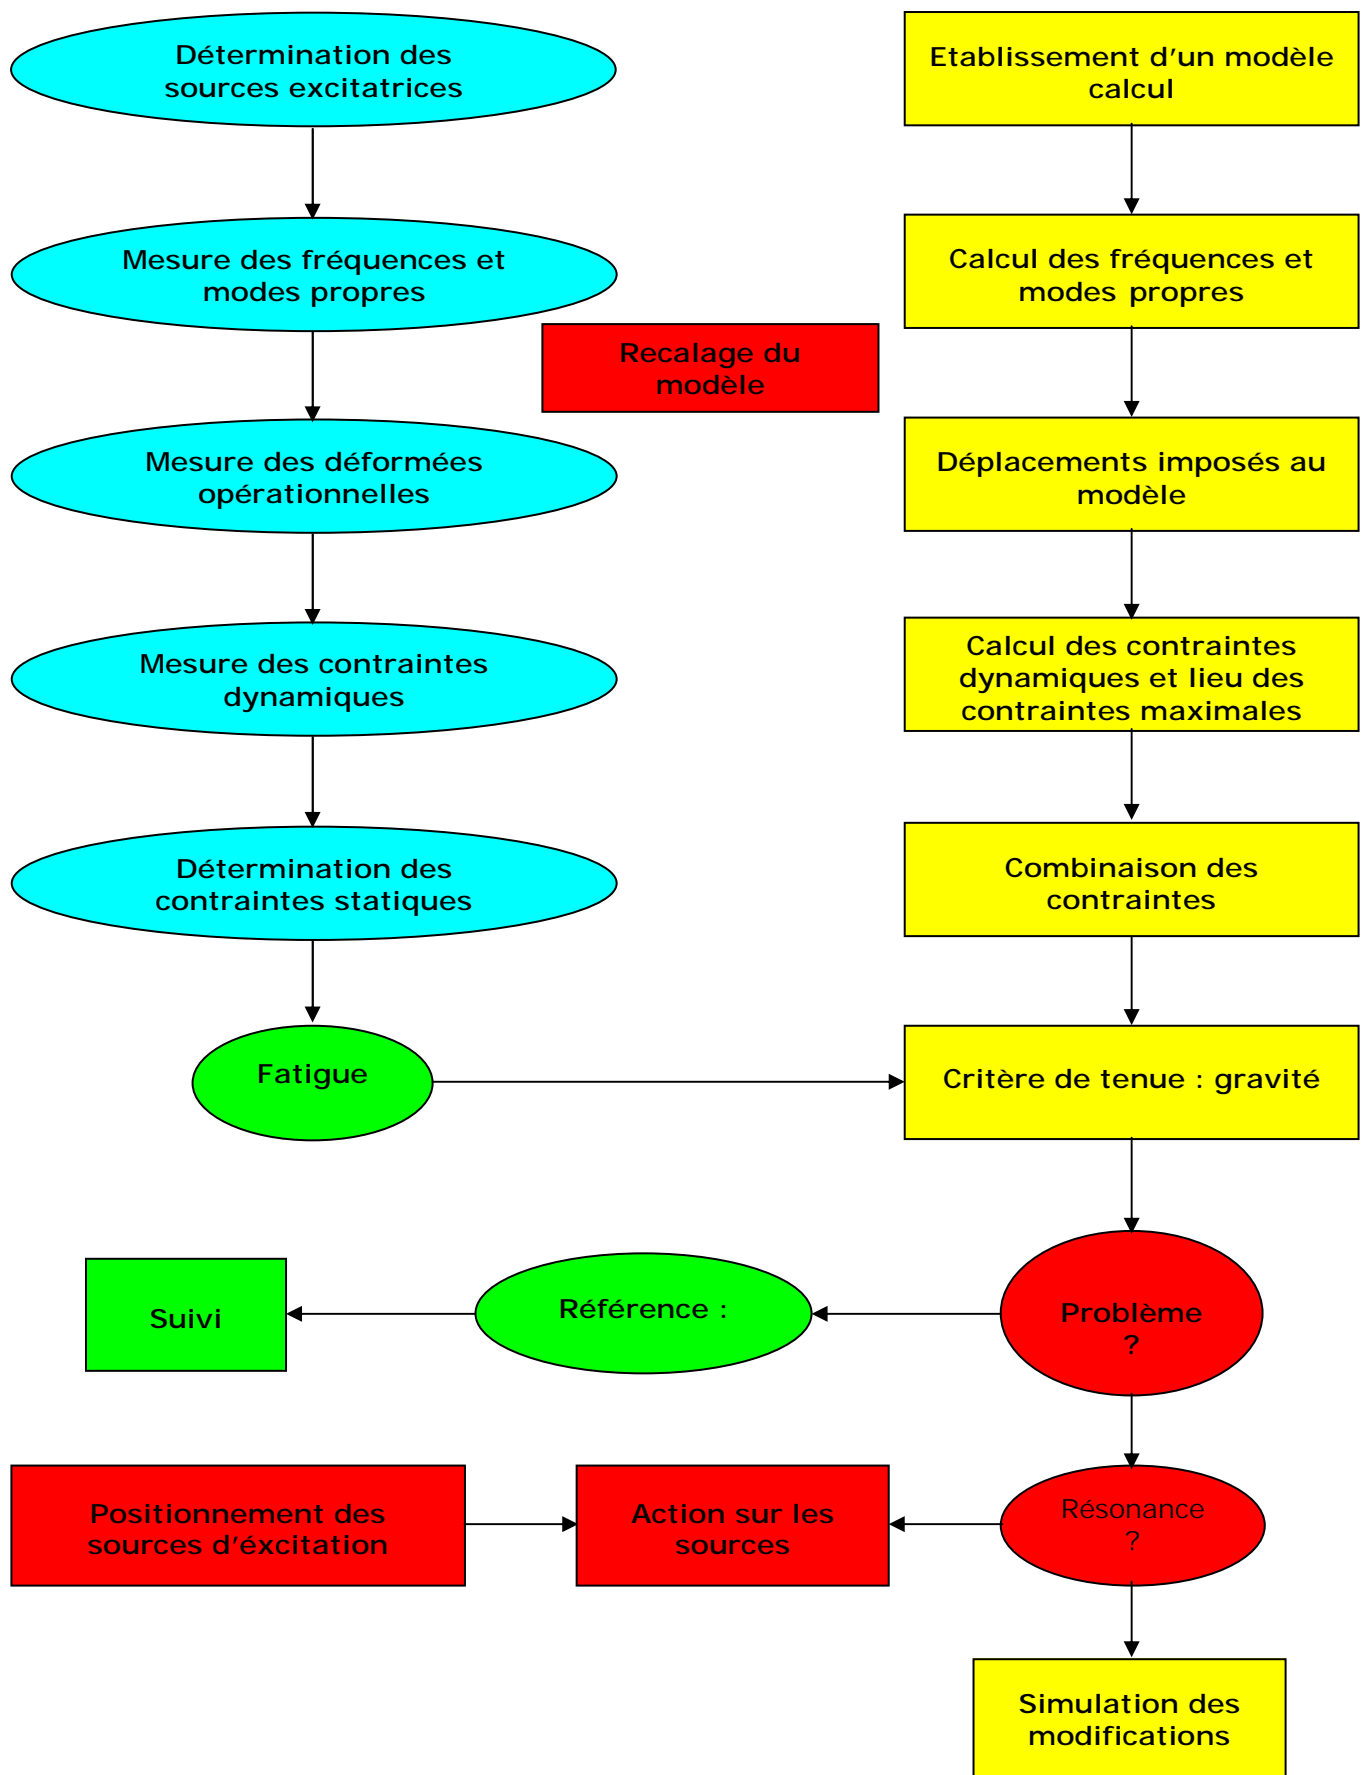 Détermination des
sources excitatrices
Etablissement d'un modèle
calcul
Mesure des fréquences et
modes propres
Calcul des fréquences et
modes propres
Recalage du
modèle
Mesure des déformées
opérationnelles
Déplacements imposés au
modèle
Mesure des contraintes
dynamiques
Calcul des contraintes
dynamiques et lieu des
contraintes maximales
Détermination des
contraintes statiques
Combinaison des
contraintes
Fatigue
Critère de tenue : gravité
Suivi
Référence :
Problème
?
Positionnement des
sources d'éxcitation
Action sur les
sources
Résonance
?
Simulation des
modifications